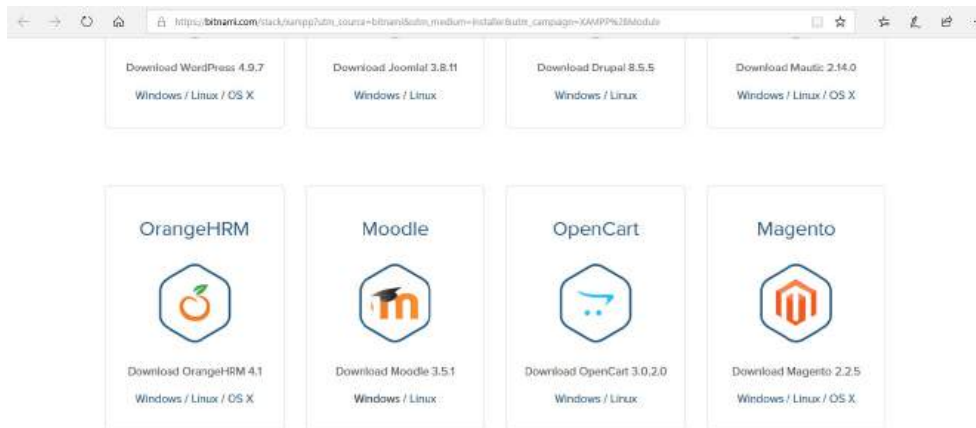 https://bitnami.com/stack/xampp?utm_source=bitnami&utm_medium=installer&utm_campaign=XAMPP%2BModule
Download WordPress 4.9.7
Download Joomla! 3.8.11
Download Drupal 8.5.5
Download Mautic 2.14.0
Windows / Linux / OS X
Windows / Linux
Windows / Linux
Windows / Linux / OS X
OrangeHRM
Moodle
OpenCart
Magento
Download OrangeHRM 4.1
Download Moodle 3.5.1
Download OpenCart 3.0.2.0
Download Magento 2.2.5
Windows / Linux / OS X
Windows / Linux
Windows / Linux
Windows / Linux / OS X